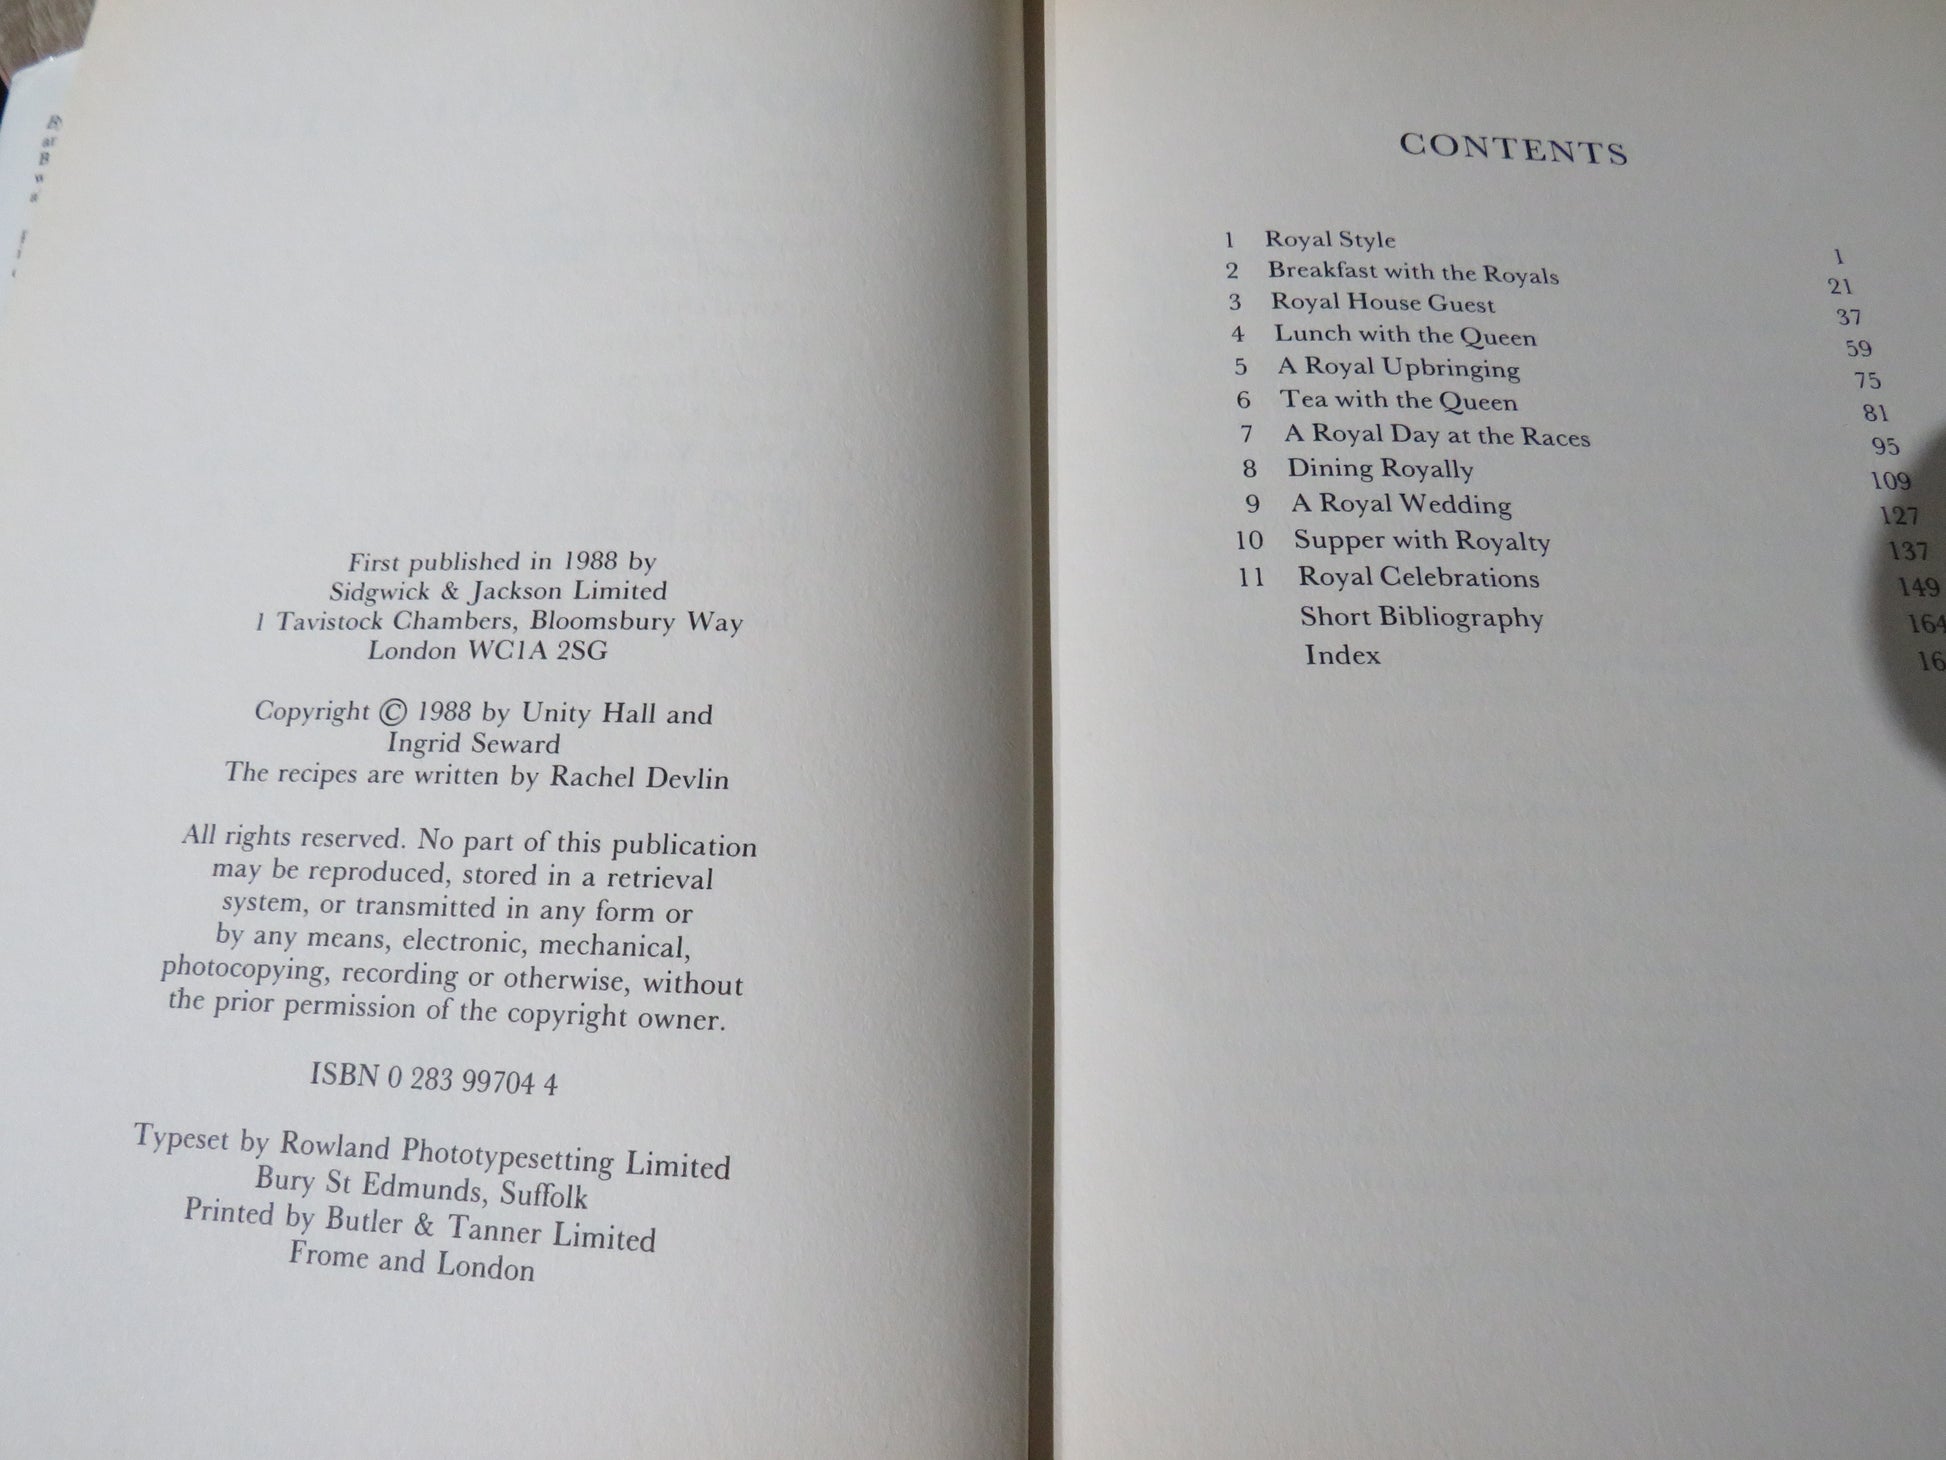 First published in 1988 by
Sidgwick & Jackson Limited
1 Tavistock Chambers, Bloomsbury Way
London WC1A 2SG
Copyright © 1988 by Unity Hall and
Ingrid Seward
The recipes are written by Rachel Devlin
All rights reserved. No part of this publication
may be reproduced, stored in a retrieval
system, or transmitted in any form or
by any means, electronic, mechanical,
photocopying, recording or otherwise, without
the prior permission of the copyright owner.
ISBN 0 283 99704 4
Typeset by Rowland Phototypesetting Limited
Bury St Edmunds, Suffolk
Printed by Butler & Tanner Limited
Frome and London
CONTENTS
1 Royal Style 1
2 Breakfast with the Royals 21
3 Royal House Guest 37
4 Lunch with the Queen 59
5 A Royal Upbringing 75
6 Tea with the Queen 81
7 A Royal Day at the Races 95
8 Dining Royally 109
9 A Royal Wedding 127
10 Supper with Royalty 137
11 Royal Celebrations 149
Short Bibliography 164
Index